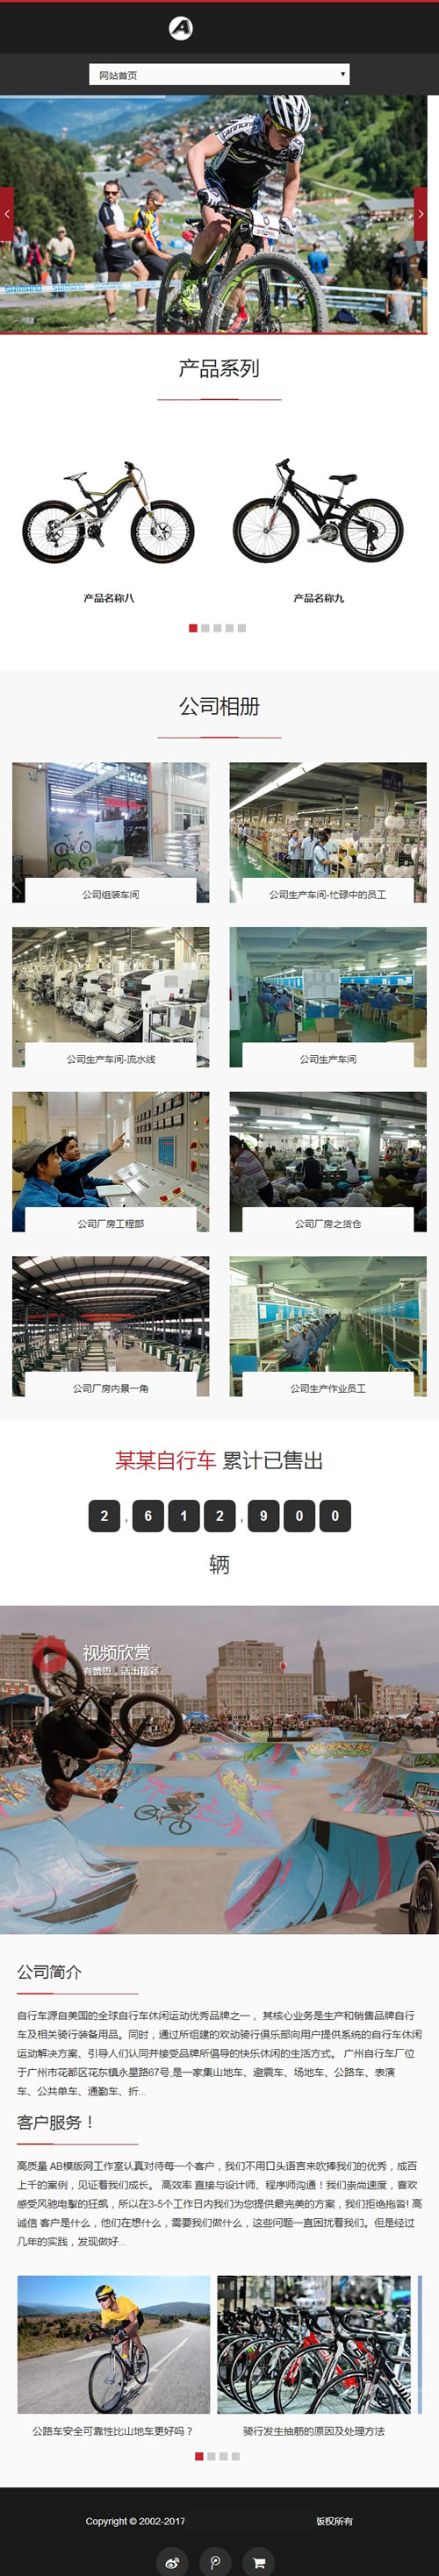 网站首页
产品系列
产品名称八
产品名称九
公司相册
公司组装车间
公司生产车间-忙碌中的员工
公司生产车间-流水线
公司生产车间
公司厂房工程部
公司厂房之货仓
公司厂房内景一角
公司生产作业员工
某某自行车 累计已售出
2,612,900
辆
视频欣赏
有赞思，活出精彩
公司简介
自行车源自美国的全球自行车休闲运动优秀品牌之一， 其核心业务是生产和销售品牌自行
车及相关骑行装备用品。同时，通过所组建的欢动骑行俱乐部向用户提供系统的自行车休闲
运动解决方案、引导人们认同并接受品牌所倡导的快乐休闲的生活方式。 广州自行车厂位
于广州市花都区花东镇永星路67号,是一家集山地车、避震车、场地车、公路车、表演
车、公共单车、通勤车、折...
客户服务！
高质量 AB模版网工作室认真对待每一个客户，我们不用口头语言来吹捧我们的优秀，成百
上千的案例，见证着我们成长。 高效率 直接与设计师、程序师沟通！我们崇尚速度，喜欢
感受风驰电掣的狂飙，所以在3-5个工作日内我们为您提供最完美的方案，我们拒绝拖沓! 高
诚信 客户是什么，他们在想什么，需要我们做什么，这些问题一直困扰着我们。但是经过
几年的实践，发现做好...
公路车安全可靠性比山地车更好吗？
骑行发生抽筋的原因及处理方法
Copyright © 2002-2017 版权所有